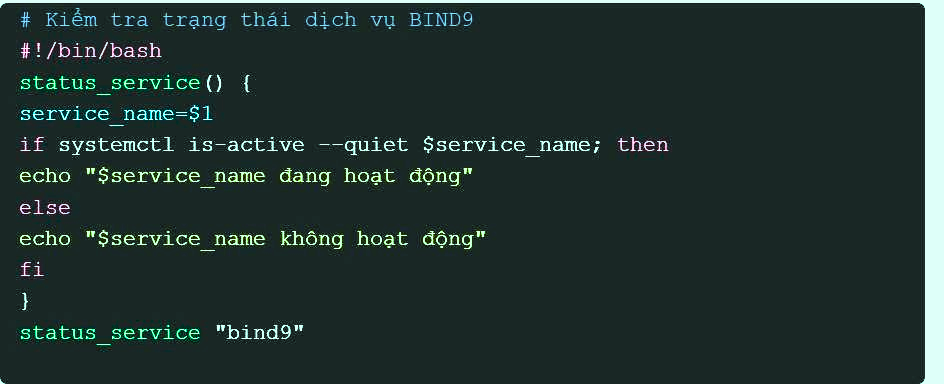 # Kiểm tra trạng thái dịch vụ BIND9
#!/bin/bash
status_service() {
service_name=$1
if systemctl is-active --quiet $service_name; then
echo "$service_name đang hoạt động"
else
echo "$service_name không hoạt động"
fi
}
status_service "bind9"